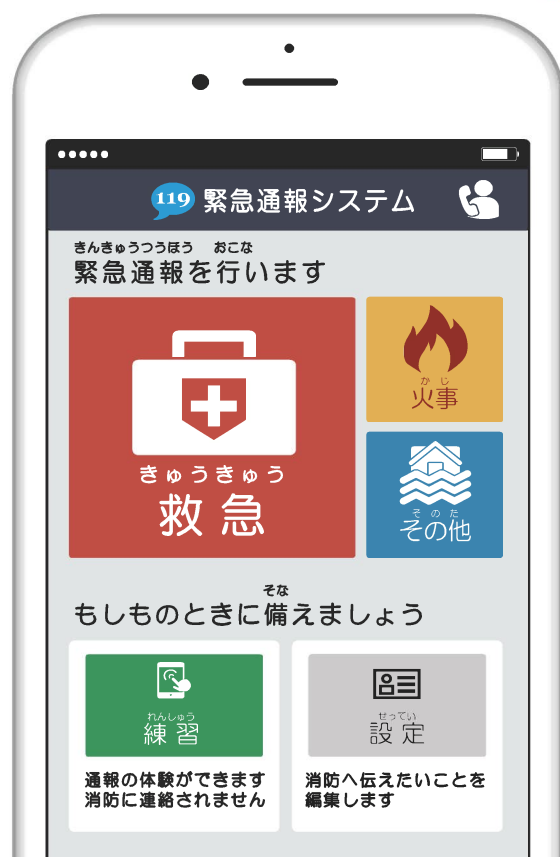 119 緊急通報システム
きんきゅうつうほう おこな
緊急通報を行います
きゅうきゅう
救急
かじ
火事
そのた
その他
そな
もしものときに備えましょう
れんしゅう
練習
通報の体験ができます
消防に連絡されません
せってい
設定
消防へ伝えたいことを
編集します